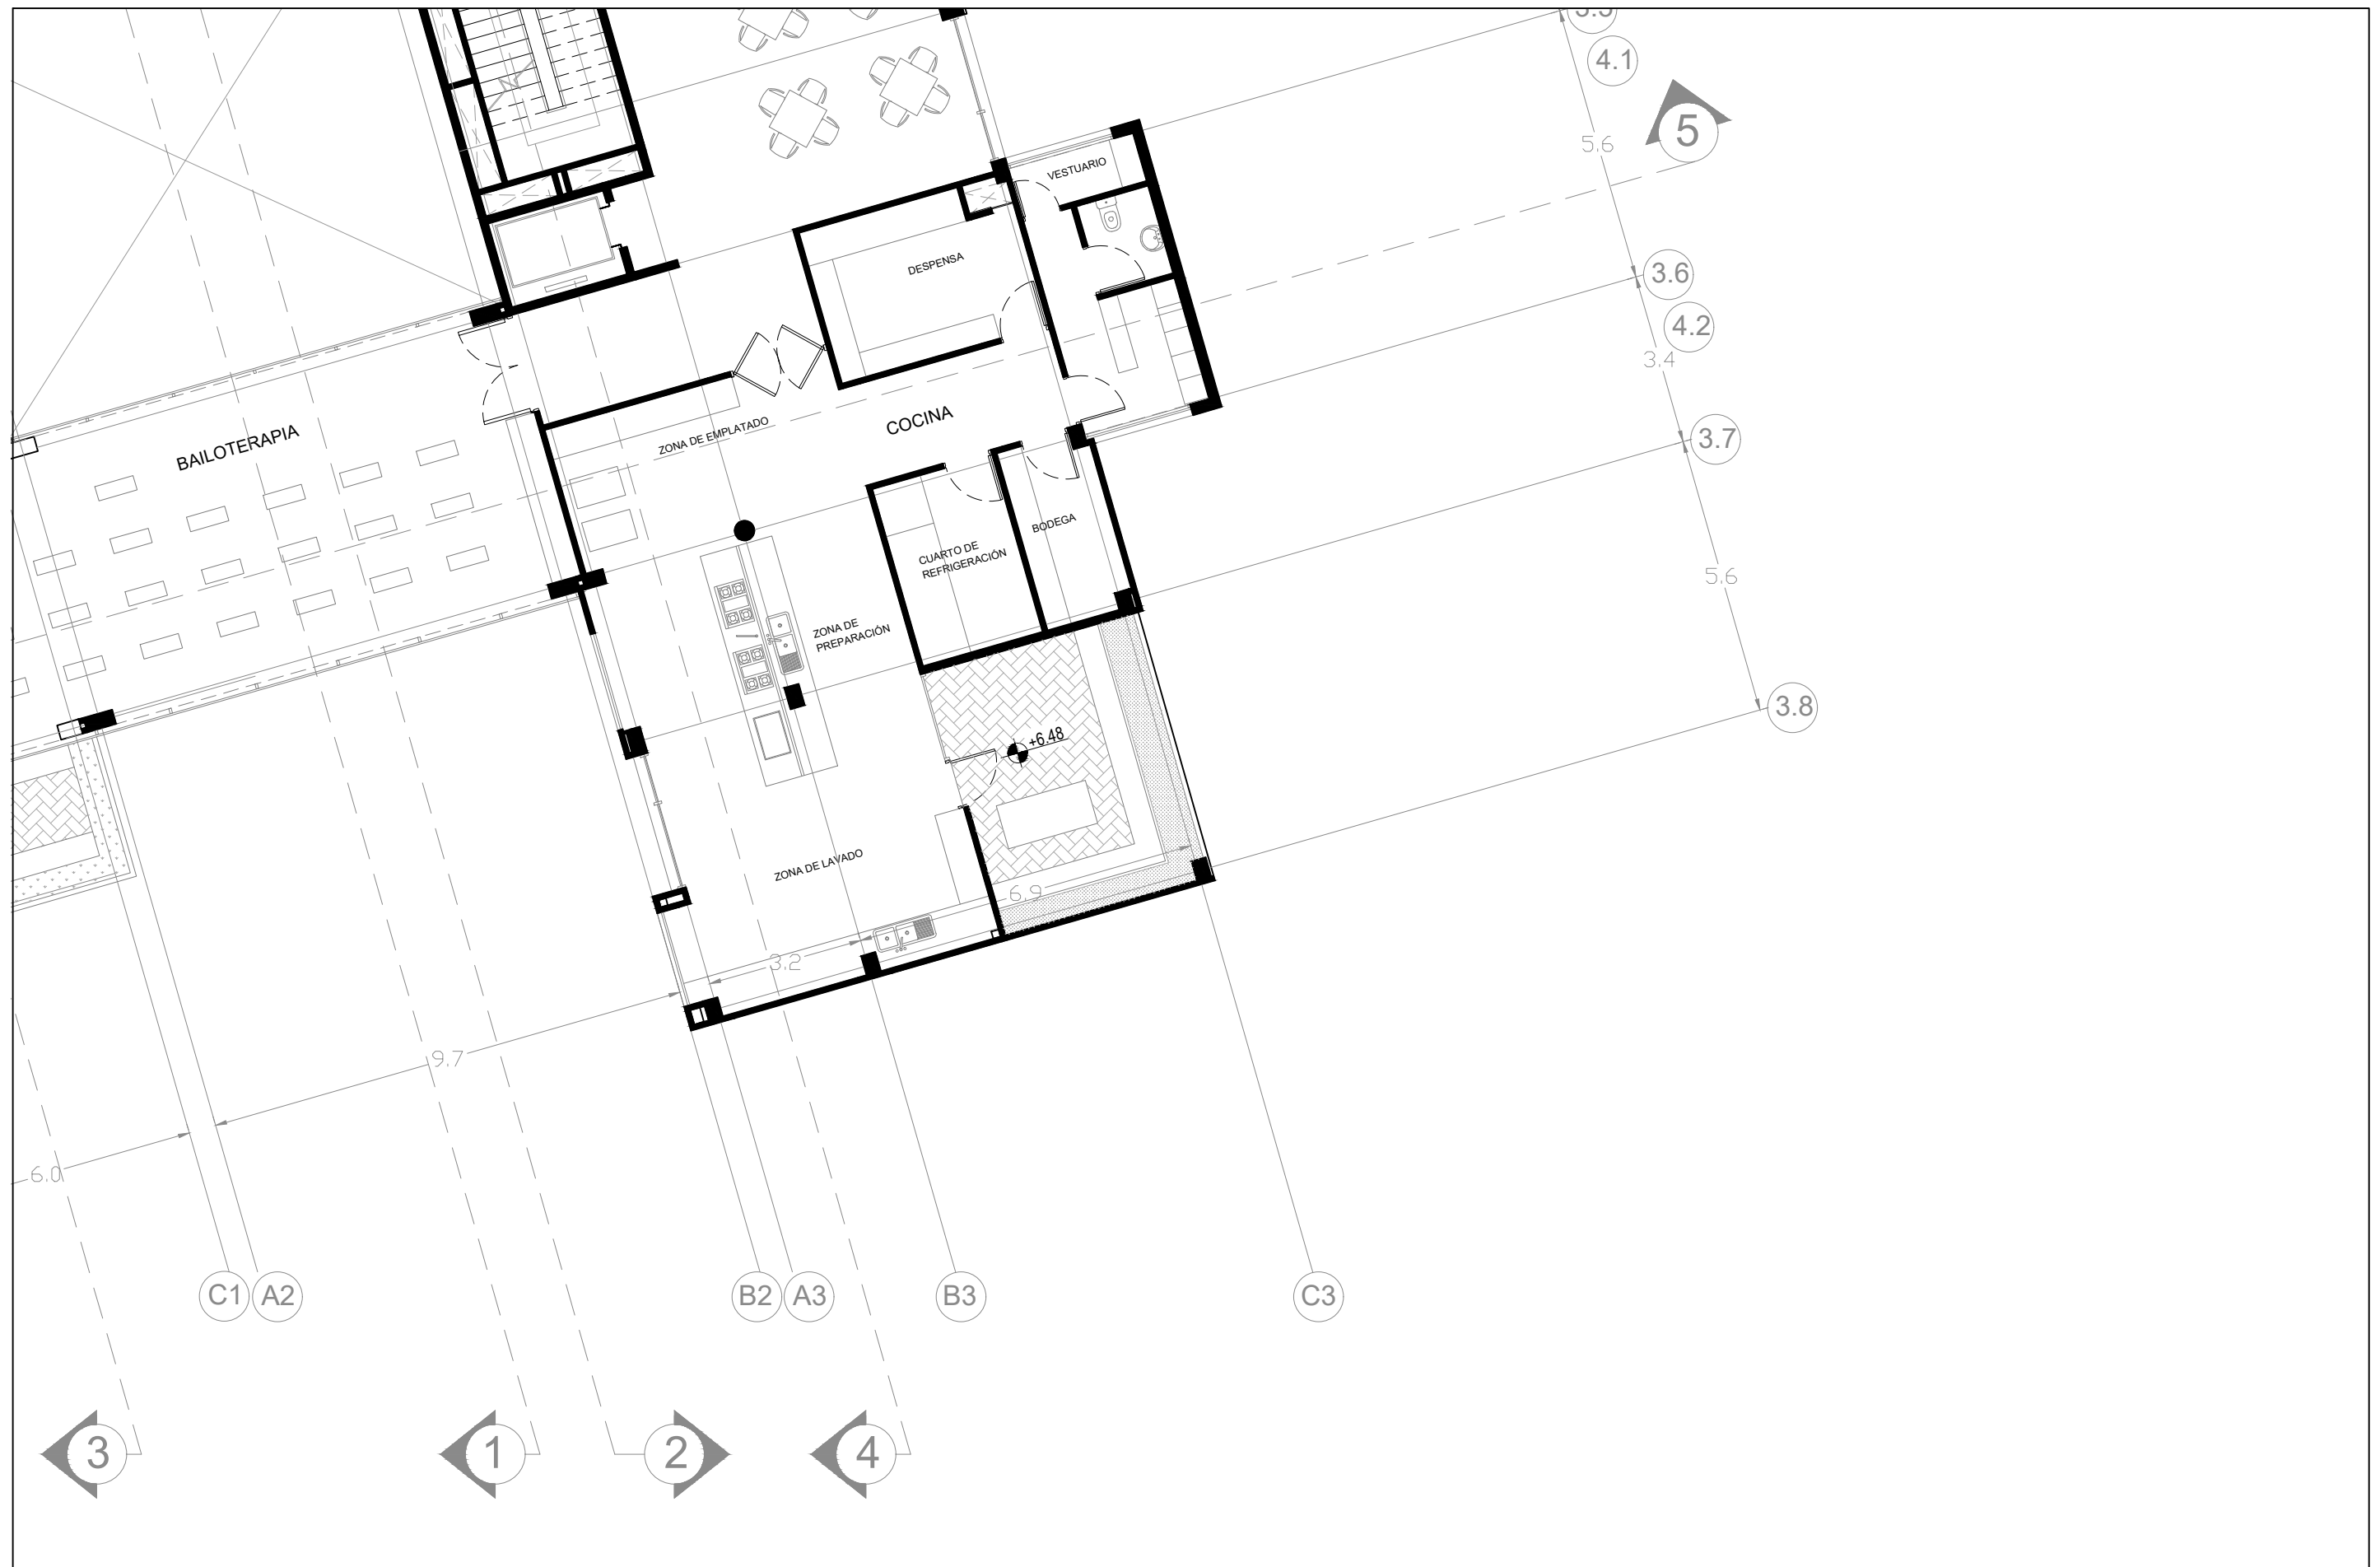 3.5
4.1
5
5.6
VESTUARIO
DESPENSA
3.6
4.2
3.4
COCINA
ZONA DE EMPLATADO
BAILOTERAPIA
3.7
BODEGA
CUARTO DE
REFRIGERACIÓN
5.6
ZONA DE
PREPARACIÓN
3.8
+6.48
ZONA DE LAVADO
6.9
3.2
9.7
6.0
C1
A2
B2
A3
B3
C3
3
1
2
4